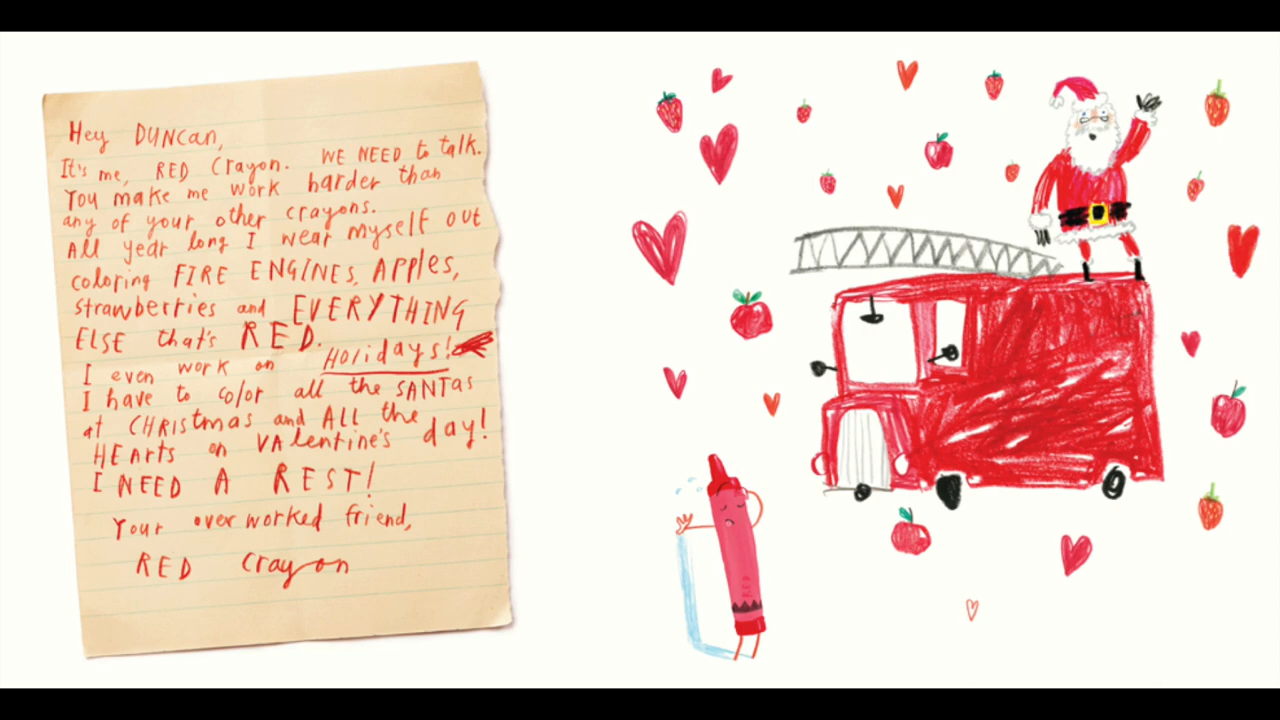 Hey DUNCan,
It's me, RED Crayon. WE NEED to talk.
You make me work harder than
any of your other crayons.
All year long I wear myself out
coloring FIRE ENGINES, Apples,
strawberries and EVERYTHING
ELSE that's RED.
I even work on Holidays!
I have to color all the SANTas
at CHRIStmas and ALL the
HEArts on VAlentine's day!
I NEED A REST!
Your overworked friend,
RED Crayon
RED